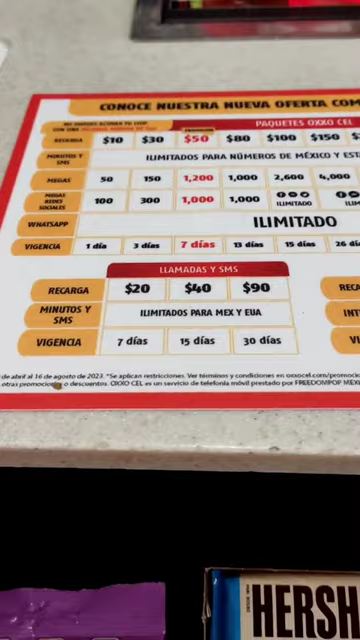 CONOCE NUESTRA NUEVA OFERTA COM
PAQUETES OXXO CEL
RECARGA $10 $30 $50 $80 $100 $150
MINUTOS Y SMS ILIMITADOS PARA NÚMEROS DE MÉXICO Y EST
MEGAS 50 150 1,200 1,000 2,600 4,000
MEGAS REDES SOCIALES 100 300 1,000 1,000 ILIMITADO ILIM
WHATSAPP ILIMITADO
VIGENCIA 1 día 3 días 7 días 13 días 15 días 26 dí
LLAMADAS Y SMS
RECARGA $20 $40 $90 RECA
MINUTOS Y SMS ILIMITADOS PARA MEX Y EUA INT
VIGENCIA 7 días 15 días 30 días VI
de abril al 16 de agosto de 2023. *Se aplican restricciones. Ver términos y condiciones en oxxocel.com/promocio
otras promociones o descuentos. OXXO CEL es un servicio de telefonía móvil prestado por FREEDOMPOP MÉXI
HERSH